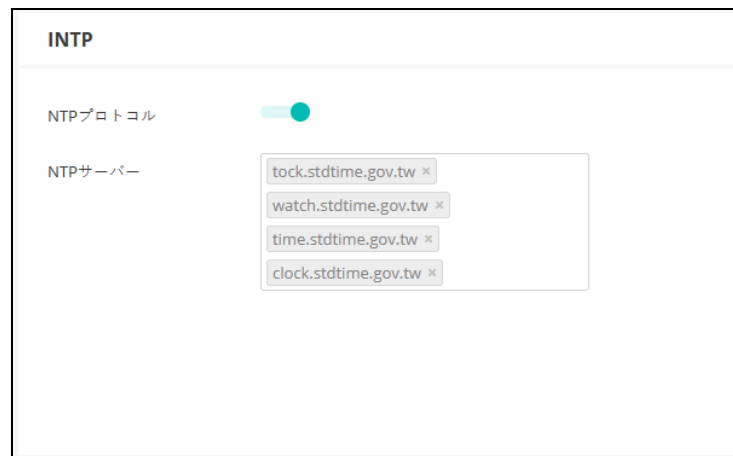 INTP
NTPプロトコル
NTPサーバー
tock.stdtime.gov.tw ×
watch.stdtime.gov.tw ×
time.stdtime.gov.tw ×
clock.stdtime.gov.tw ×